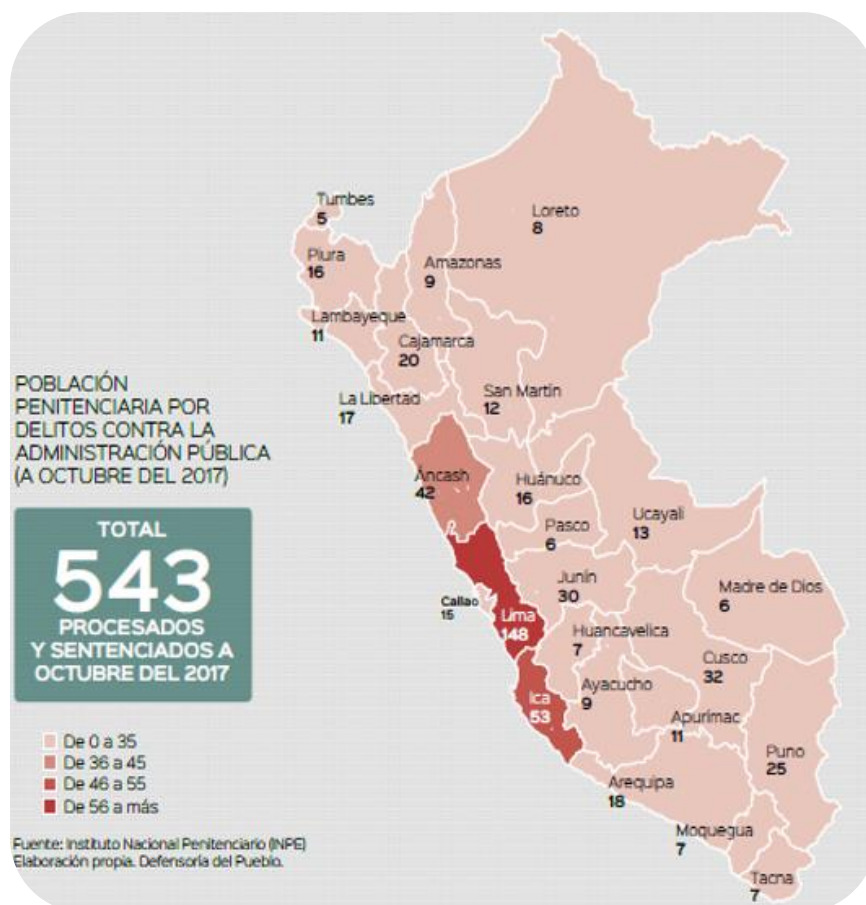 Tumbes
5
Loreto
8
Piura
16
Amazonas
9
Lambayeque
11
Cajamarca
20
POBLACIÓN
PENITENCIARIA POR
DELITOS CONTRA LA
ADMINISTRACIÓN PÚBLICA
(A OCTUBRE DEL 2017)
La Libertad
17
San Martín
12
Áncash
42
Huánuco
16
Ucayali
13
Pasco
6
TOTAL
543
PROCESADOS
Y SENTENCIADOS A
OCTUBRE DEL 2017
Junín
30
Madre de Dios
6
Callao
15
Lima
148
Huancavelica
7
Cusco
32
Ica
53
Ayacucho
9
Apurímac
11
Puno
25
De 0 a 35
De 36 a 45
De 46 a 55
De 56 a más
Arequipa
18
Moquegua
7
Tacna
7
Fuente: Instituto Nacional Penitenciario (INPE)
Elaboración propia. Defensoría del Pueblo.